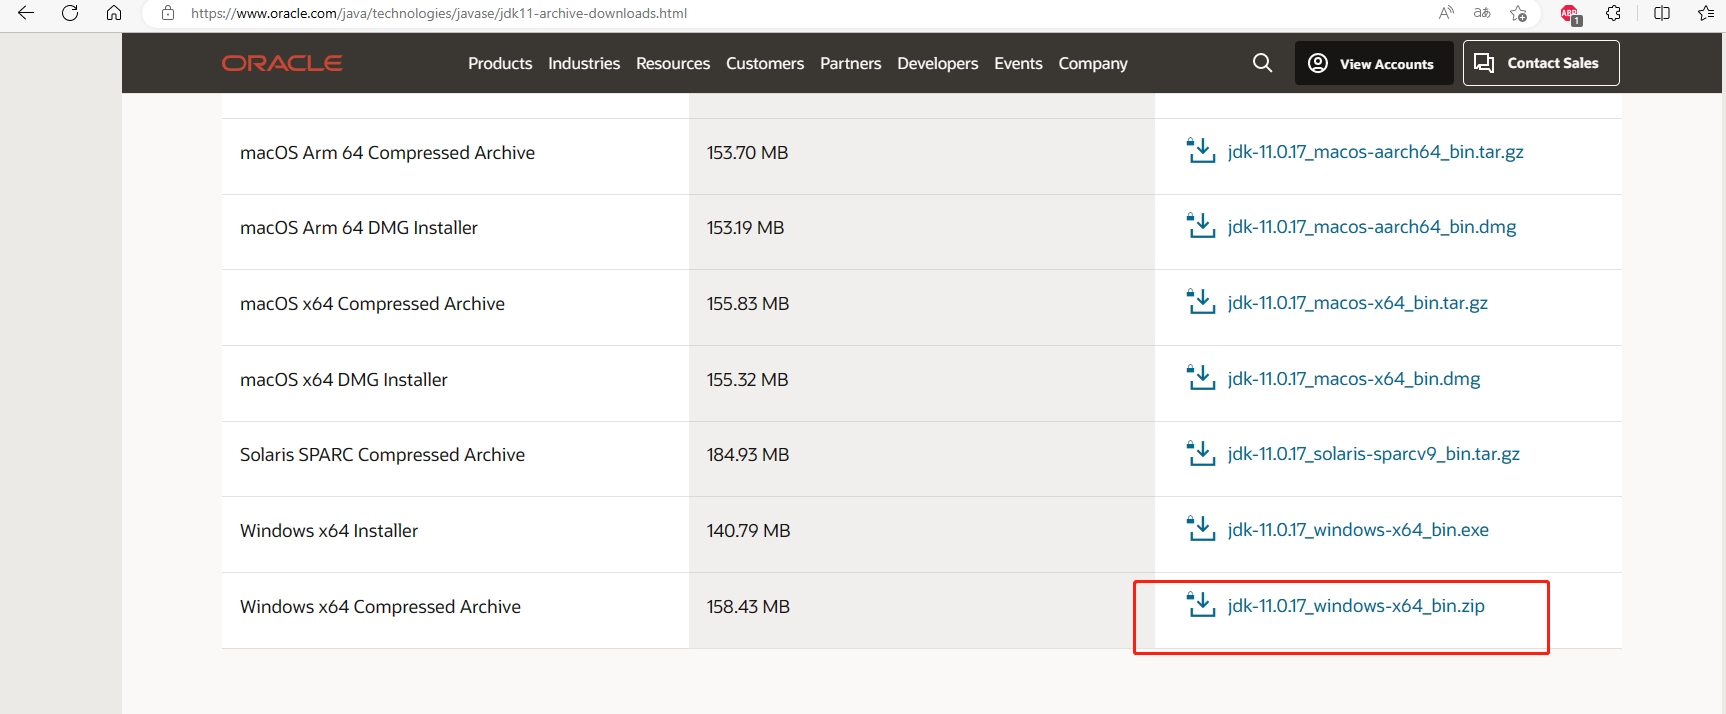 https://www.oracle.com/java/technologies/javase/jdk11-archive-downloads.html
A
aあ
ABP
1
ORACLE
Products Industries Resources Customers Partners Developers Events Company
View Accounts
Contact Sales
macOS Arm 64 Compressed Archive 153.70 MB jdk-11.0.17_macos-aarch64_bin.tar.gz
macOS Arm 64 DMG Installer 153.19 MB jdk-11.0.17_macos-aarch64_bin.dmg
macOS x64 Compressed Archive 155.83 MB jdk-11.0.17_macos-x64_bin.tar.gz
macOS x64 DMG Installer 155.32 MB jdk-11.0.17_macos-x64_bin.dmg
Solaris SPARC Compressed Archive 184.93 MB jdk-11.0.17_solaris-sparcv9_bin.tar.gz
Windows x64 Installer 140.79 MB jdk-11.0.17_windows-x64_bin.exe
Windows x64 Compressed Archive 158.43 MB jdk-11.0.17_windows-x64_bin.zip